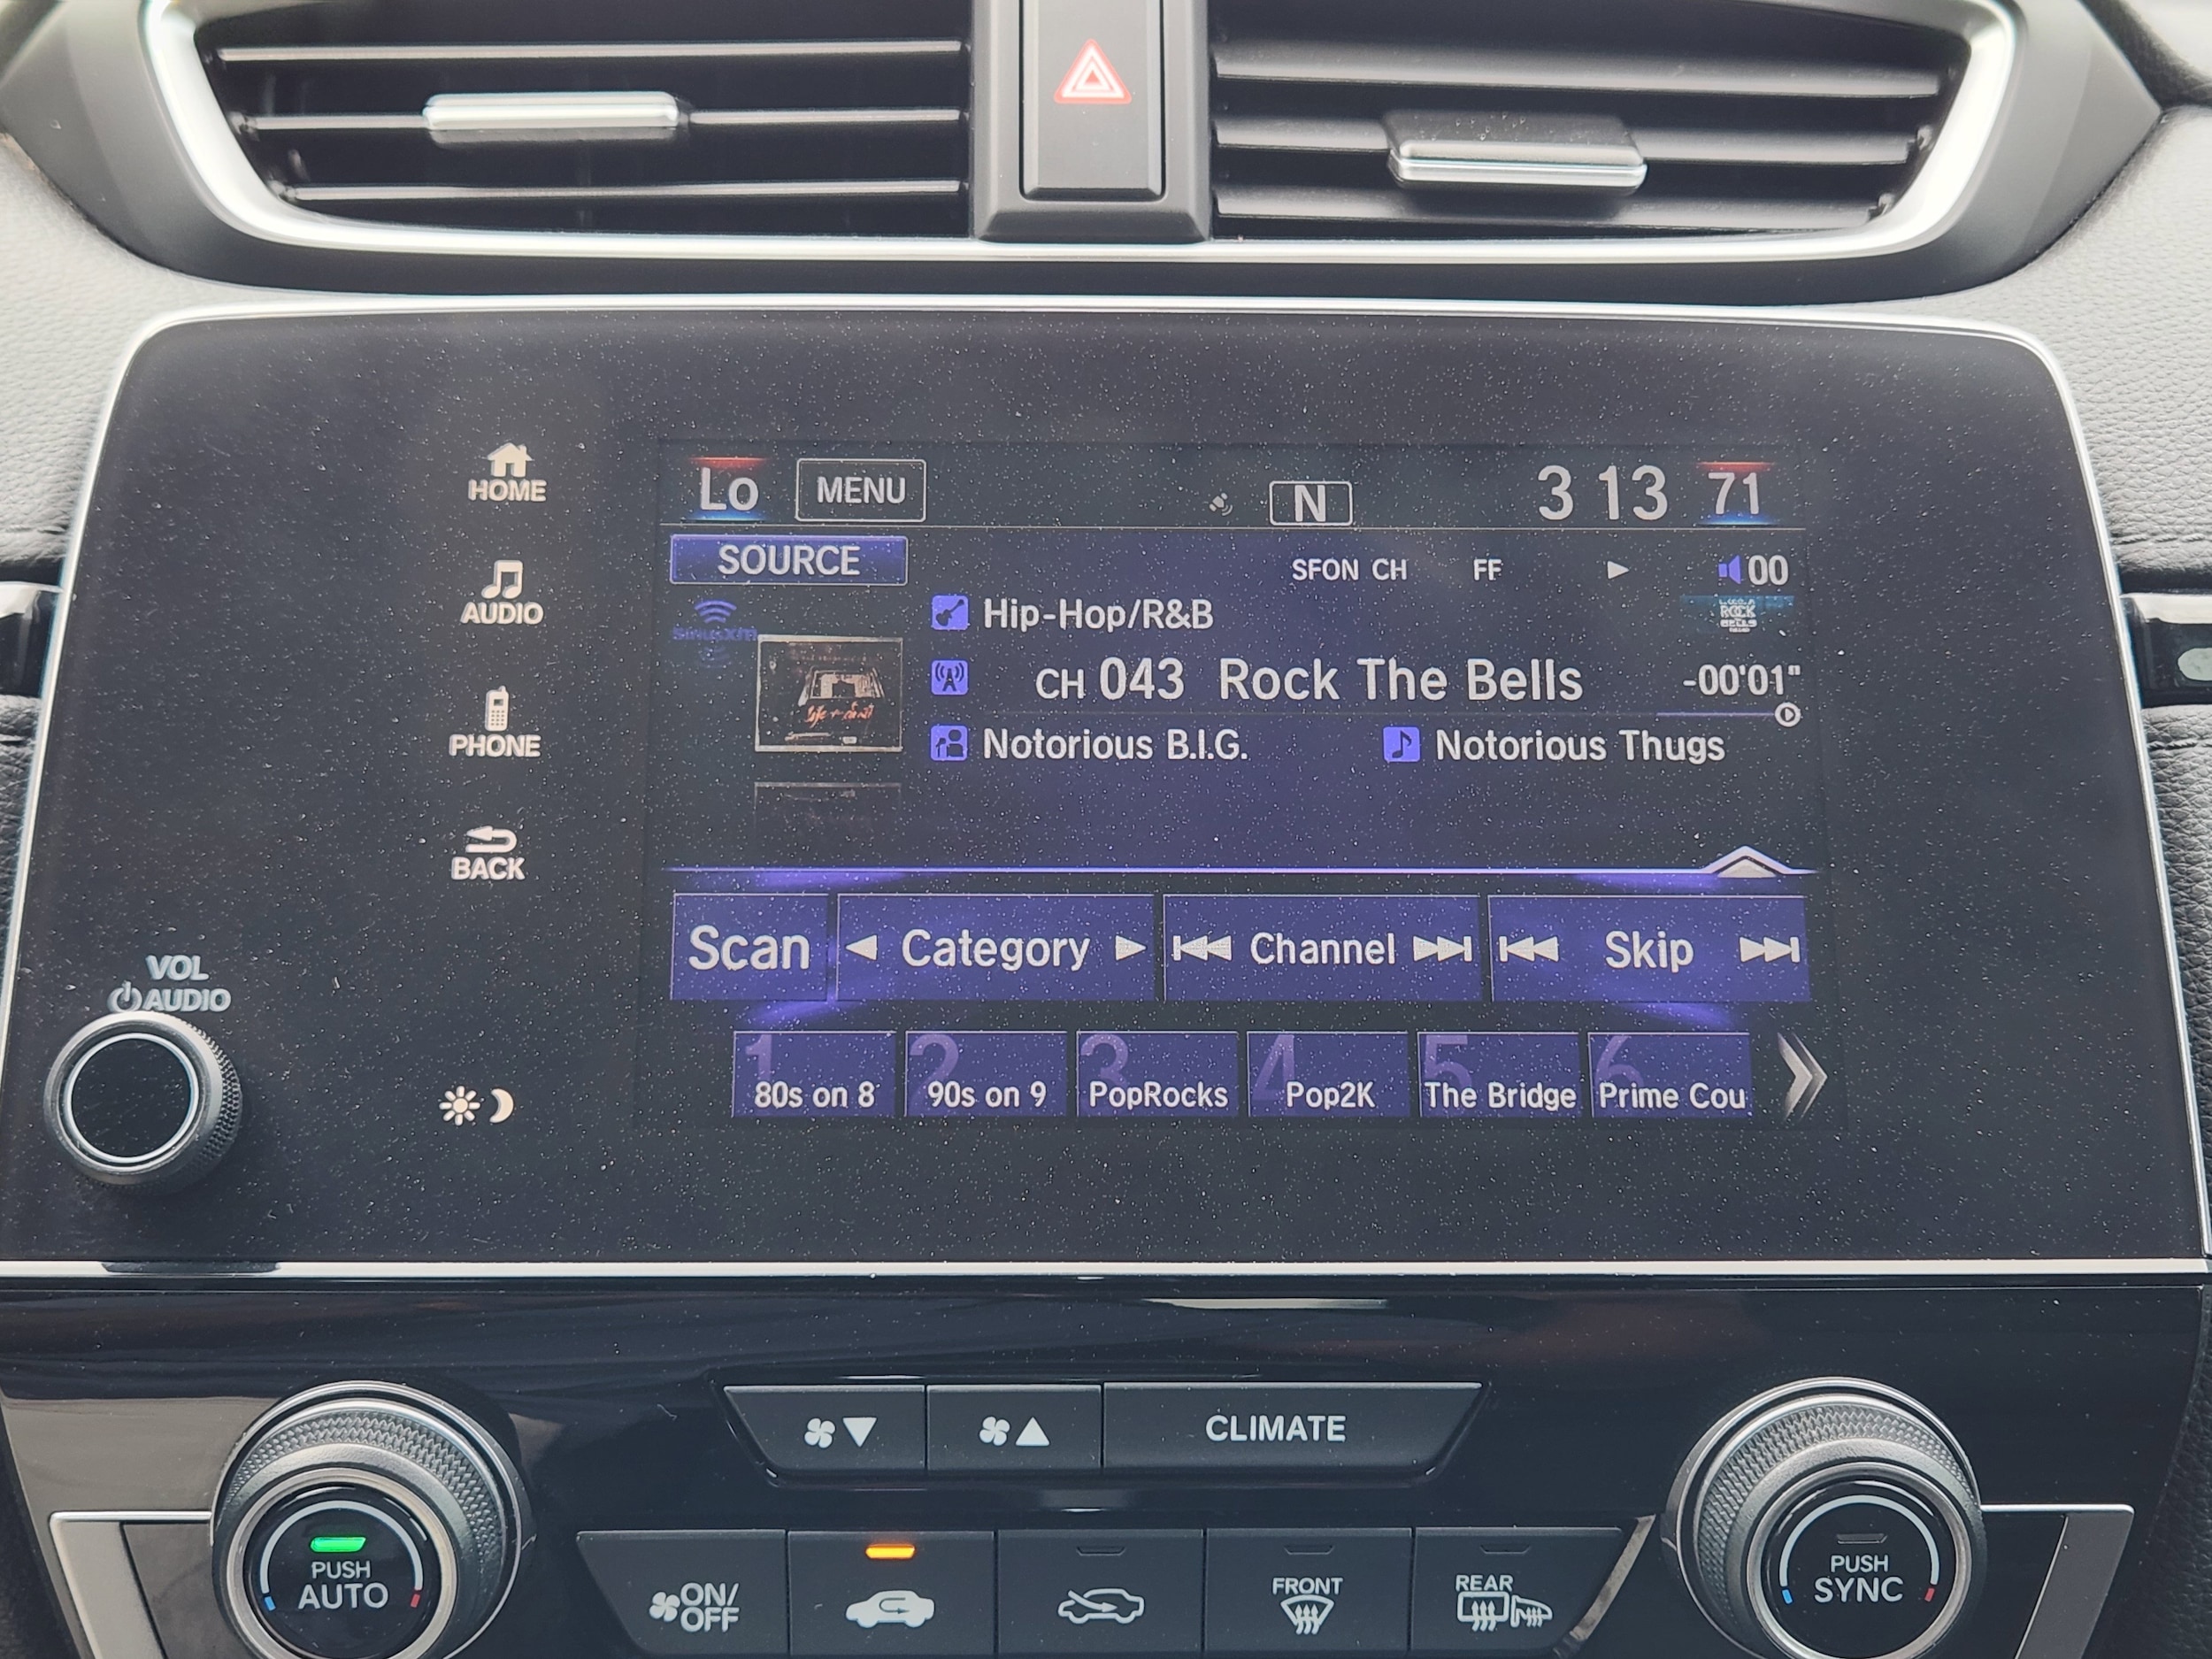 HOME
AUDIO
PHONE
BACK
VOL
AUDIO
Lo MENU N 3 13 71
SOURCE
SFON CH FF 00
SiriusXm
Hip-Hop/R&B
ROCK
BELLS
CH 043 Rock The Bells -00'01"
Notorious B.I.G. Notorious Thugs
Scan Category Channel Skip
1 2 3 4 5 6
80s on 8 90s on 9 PopRocks Pop2K The Bridge Prime Cou
CLIMATE
PUSH
AUTO
ON/
OFF
FRONT
REAR
PUSH
SYNC